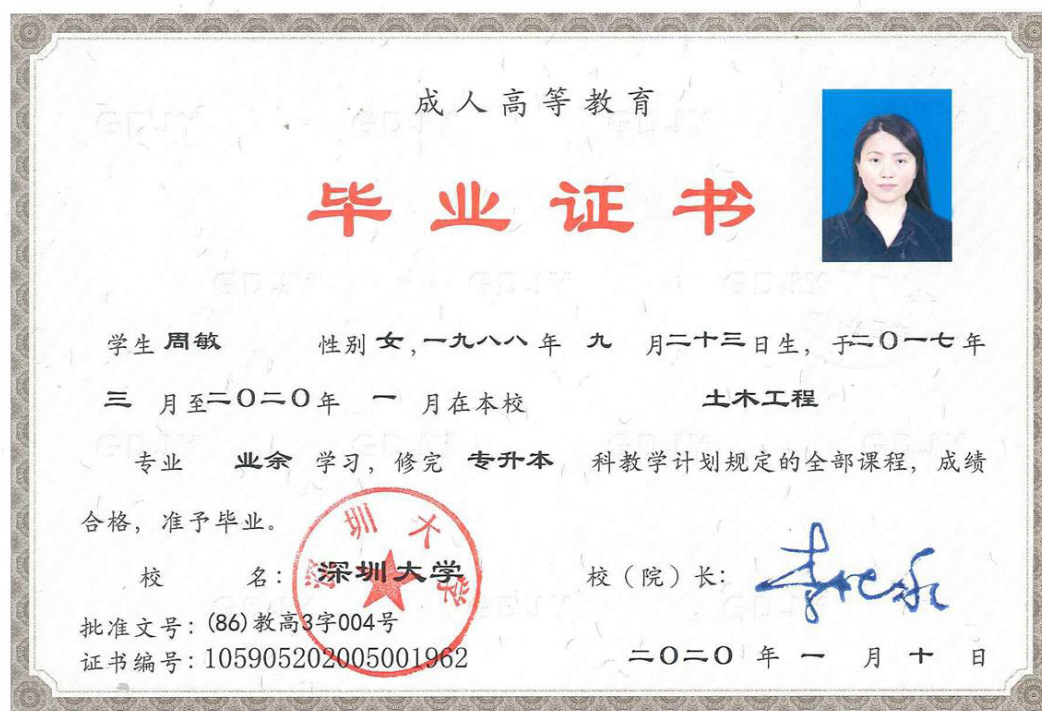 成人高等教育
毕业证书
学生 周敏 性别 女，一九八八 年 九 月 二十三 日生，于二〇一七年
三 月至二〇二〇年 一 月在本校 土木工程
专业 业余 学习，修完 专升本 科教学计划规定的全部课程，成绩
合格，准予毕业。
校 名：深圳大学
校（院）长：
批准文号：(86)教高3字004号
证书编号：105905202005001962
二〇二〇 年 一 月 十 日
深圳大学